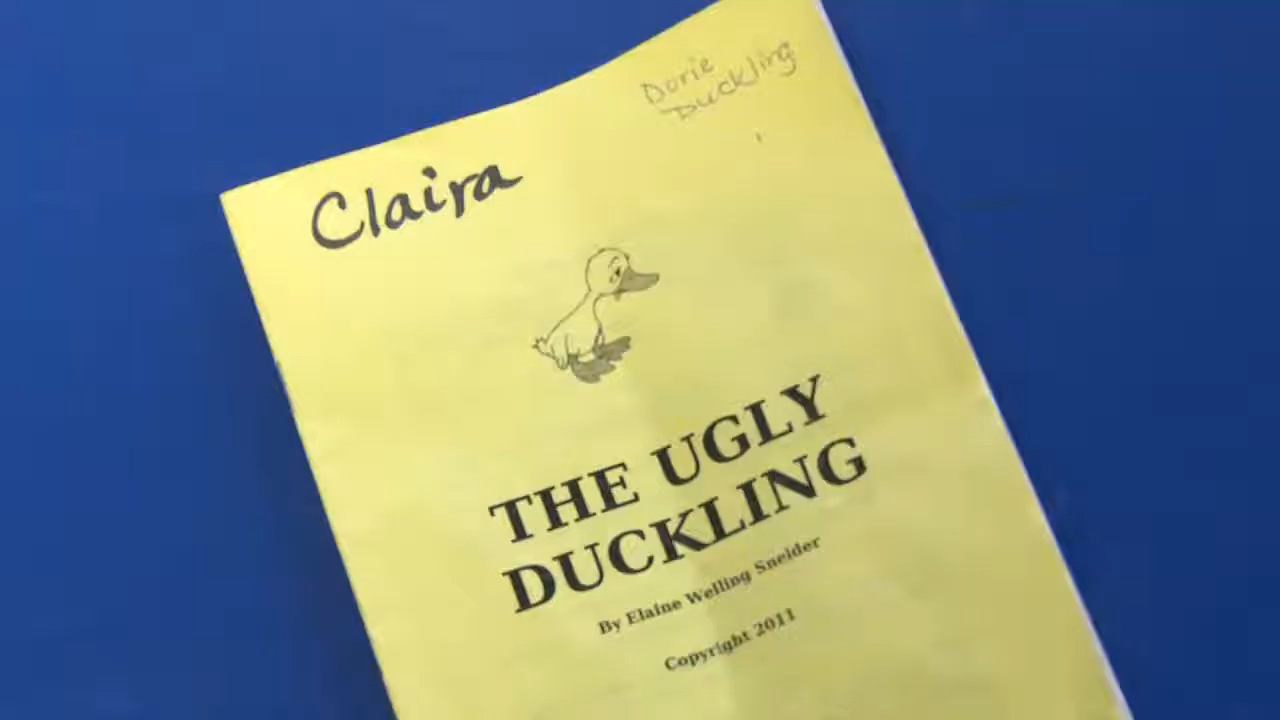 Dorie
Duckling
Claira
THE UGLY
DUCKLING
By Elaine Welling Sneider
Copyright 2011